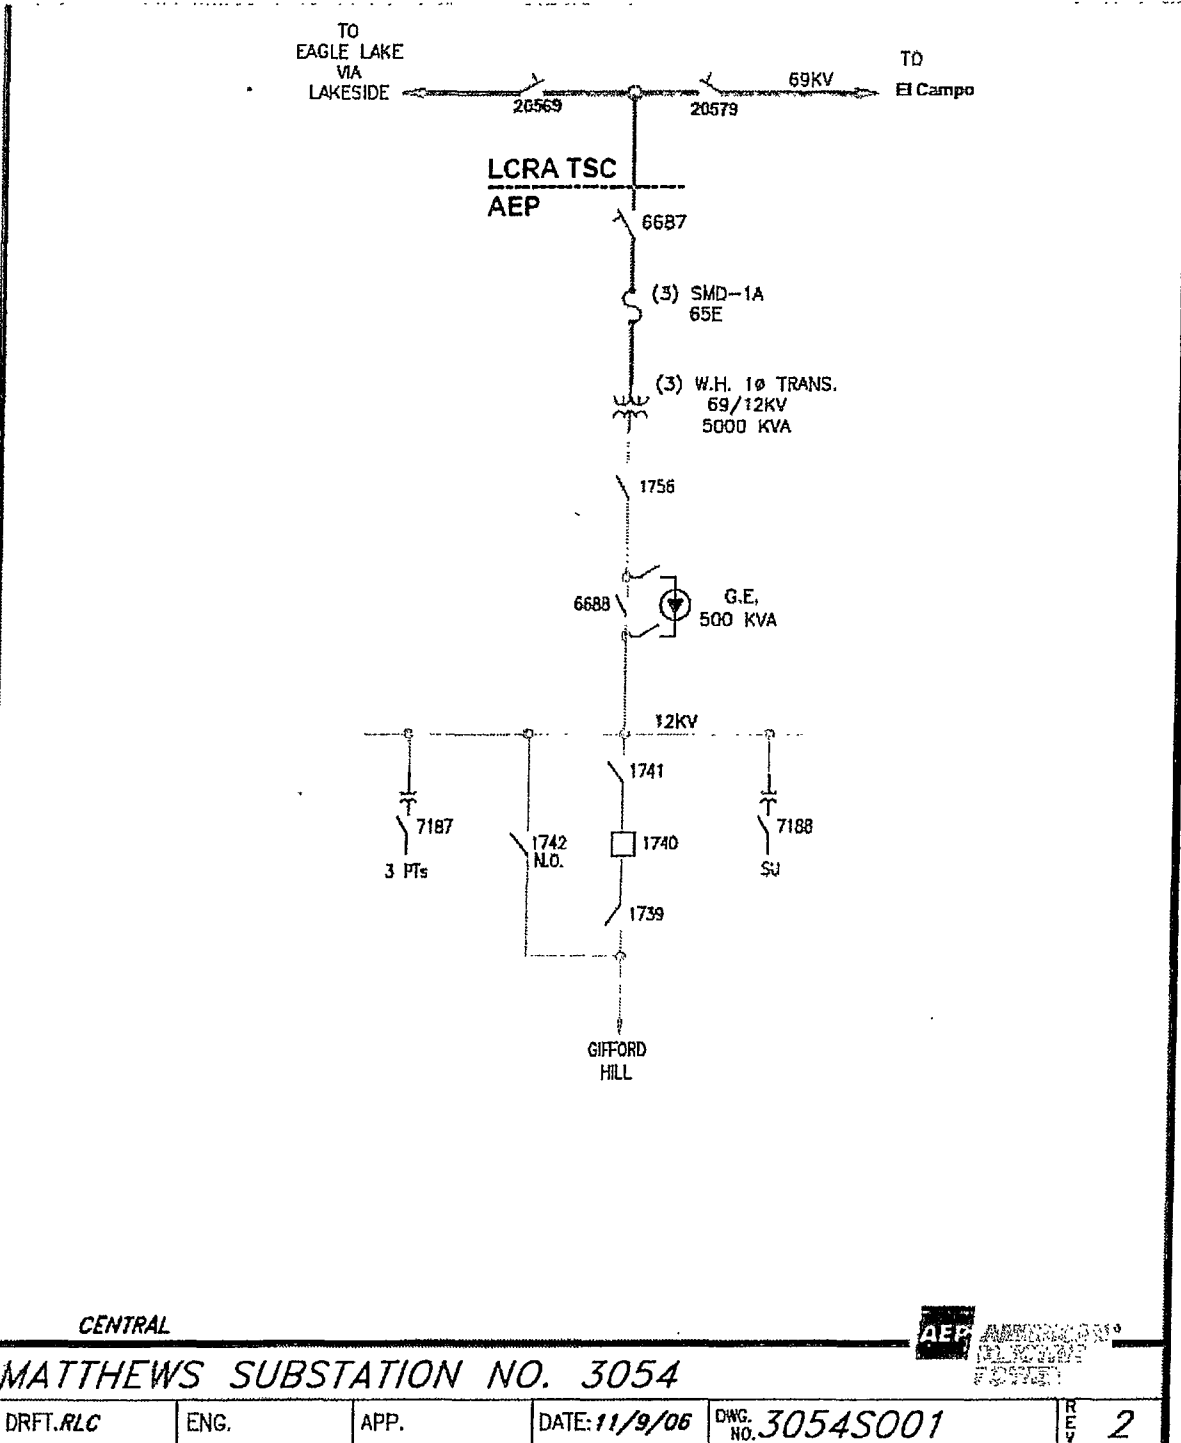 TO
EAGLE LAKE
VIA
LAKESIDE
20569
20579
69KV
TO
El Campo
LCRA TSC
AEP
6687
(3) SMD-1A
65E
(3) W.H. 1ø TRANS.
69/12KV
5000 KVA
1756
6688
G.E.
500 KVA
12KV
1741
7187
3 PTs
1742
N.O.
1740
7188
SU
1739
GIFFORD
HILL
CENTRAL
AEP AMERICAN
ELECTRIC
POWER
MATTHEWS SUBSTATION NO. 3054
DRFT. RLC ENG. APP. DATE: 11/9/06 DWG. NO. 3054S001 REV 2